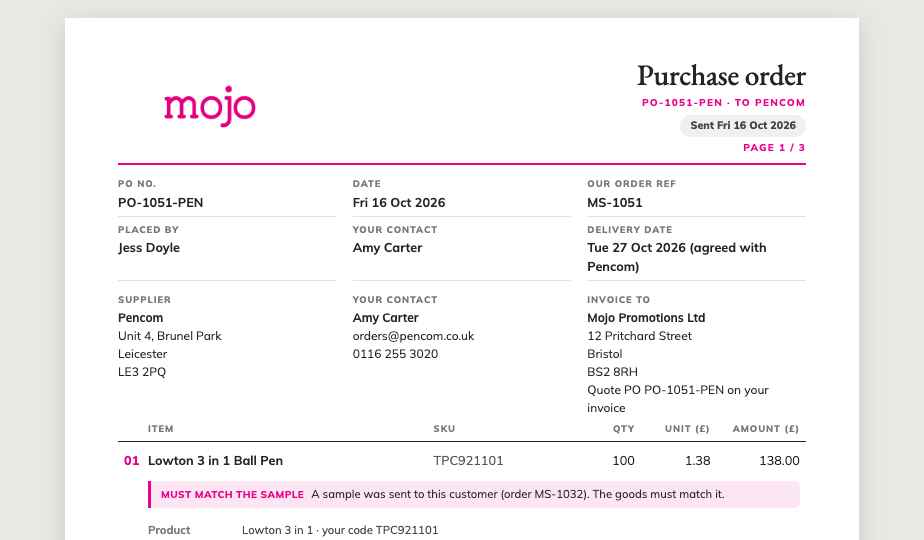 mojo
Purchase order
PO-1051-PEN · TO PENCOM
Sent Fri 16 Oct 2026
PAGE 1 / 3
PO NO. DATE OUR ORDER REF
PO-1051-PEN Fri 16 Oct 2026 MS-1051
PLACED BY YOUR CONTACT DELIVERY DATE
Jess Doyle Amy Carter Tue 27 Oct 2026 (agreed with
Pencom)
SUPPLIER YOUR CONTACT INVOICE TO
Pencom Amy Carter Mojo Promotions Ltd
Unit 4, Brunel Park orders@pencom.co.uk 12 Pritchard Street
Leicester 0116 255 3020 Bristol
LE3 2PQ BS2 8RH
Quote PO PO-1051-PEN on your
invoice
ITEM SKU QTY UNIT (£) AMOUNT (£)
01 Lowton 3 in 1 Ball Pen TPC921101 100 1.38 138.00
MUST MATCH THE SAMPLE A sample was sent to this customer (order MS-1032). The goods must match it.
Product Lowton 3 in 1 · your code TPC921101